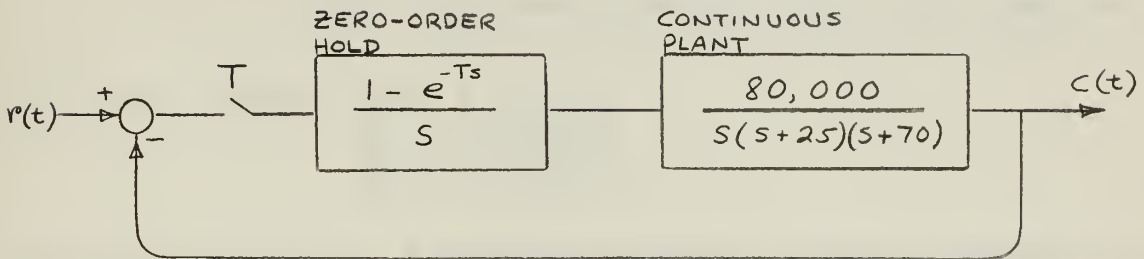 ZERO-ORDER
HOLD
CONTINUOUS
PLANT
T
1 - e^-Ts
S
80,000
S(S+25)(S+70)
r(t)
+
-
C(t)